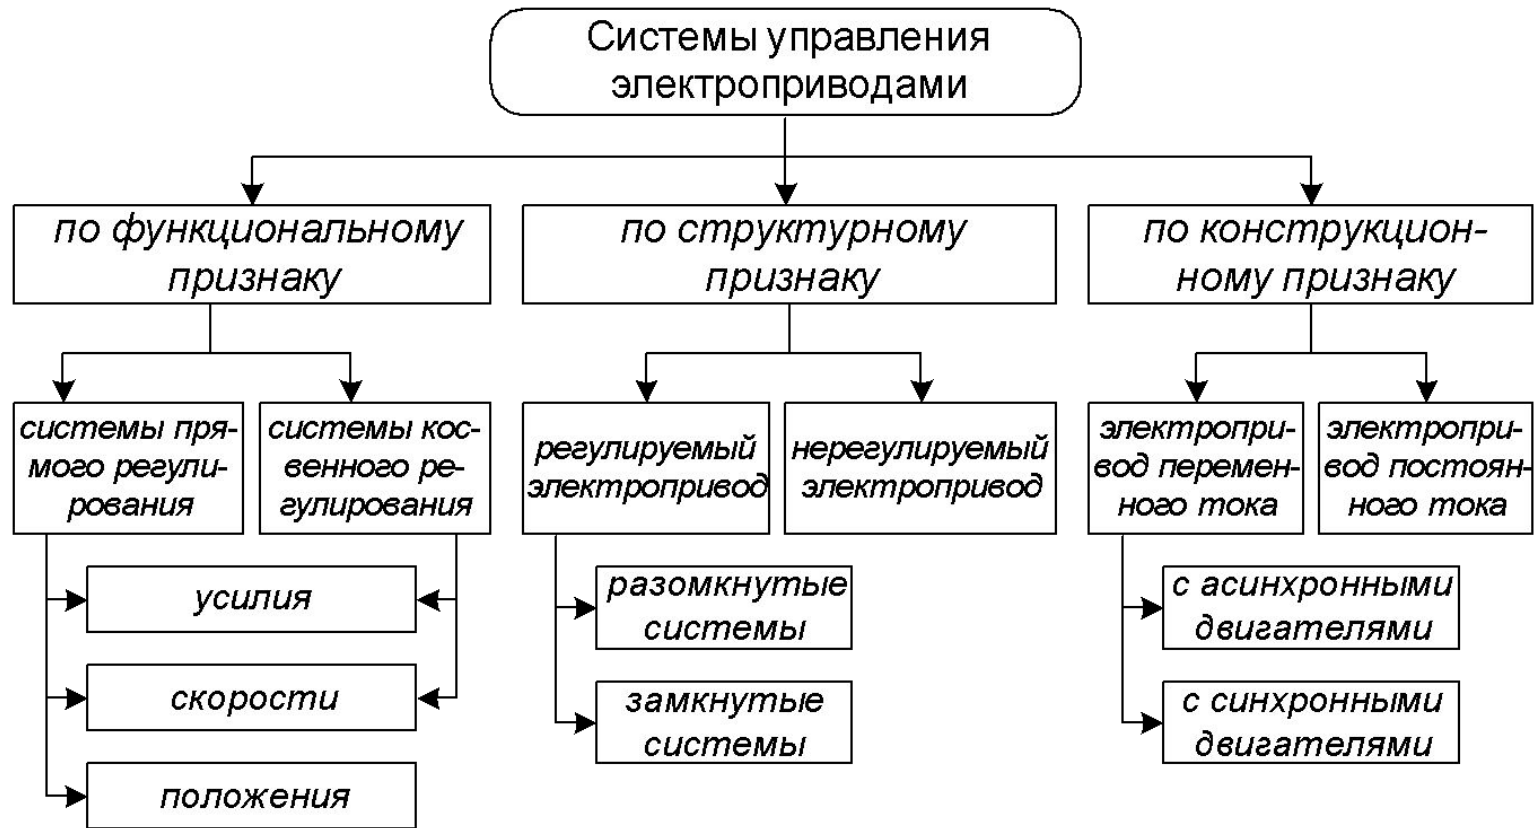 Системы управления
электроприводами
по функциональному
признаку
по структурному
признаку
по конструкцион-
ному признаку
системы пря-
мого регули-
рования
системы кос-
венного ре-
гулирования
регулируемый
электропривод
нерегулируемый
электропривод
электропри-
вод перемен-
ного тока
электропри-
вод постоян-
ного тока
усилия
скорости
положения
разомкнутые
системы
замкнутые
системы
с асинхронными
двигателями
с синхронными
двигателями